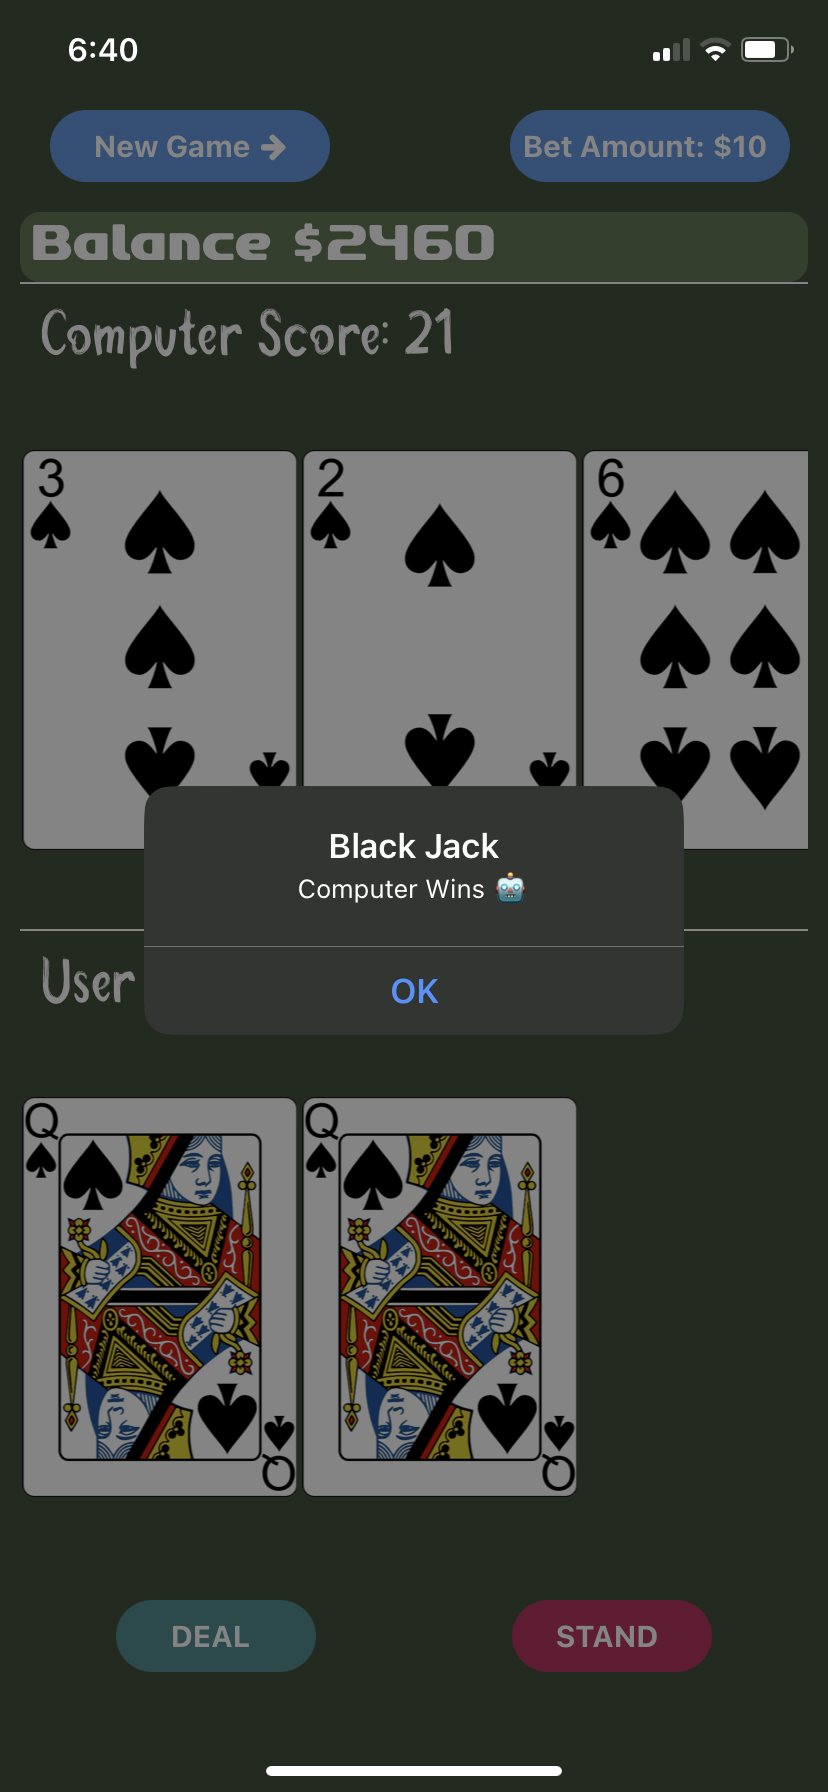 6:40
New Game
Bet Amount: $10
Balance $2460
Computer Score: 21
3
2
6
Black Jack
Computer Wins
User
OK
Q
Q
Q
Q
DEAL
STAND